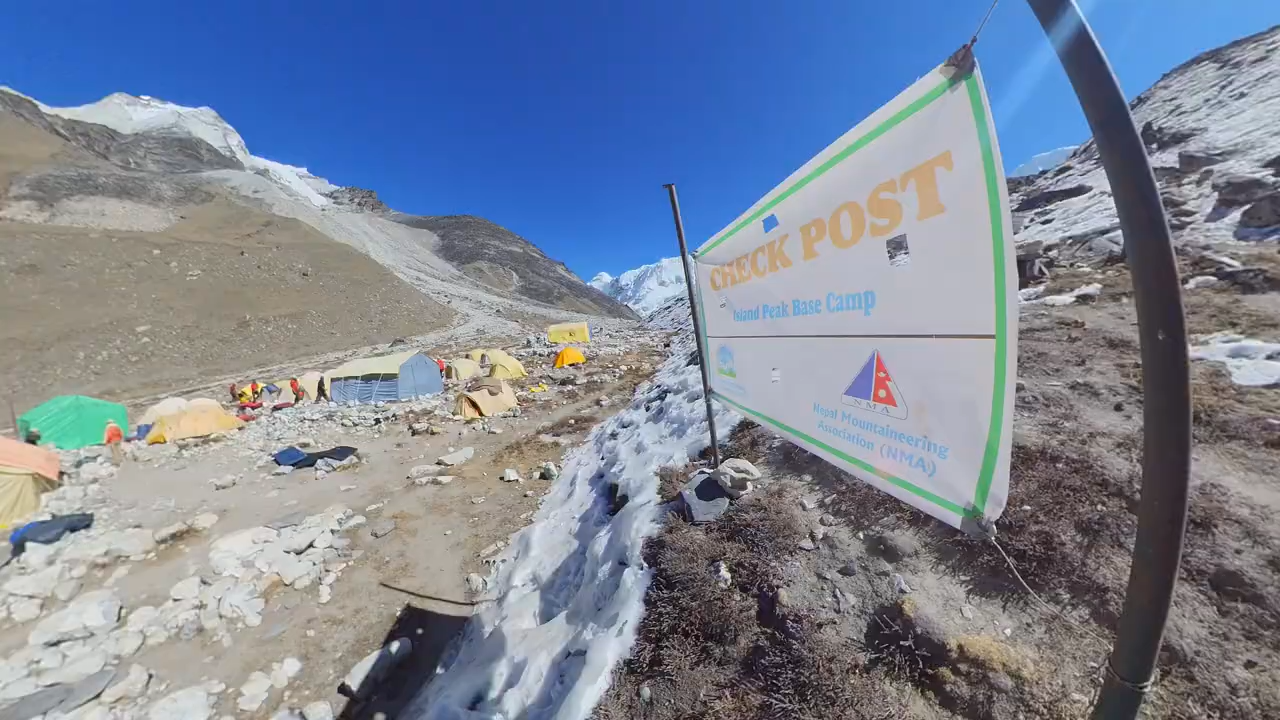 CHECK POST
Island Peak Base Camp
NMA
Nepal Mountaineering
Association (NMA)